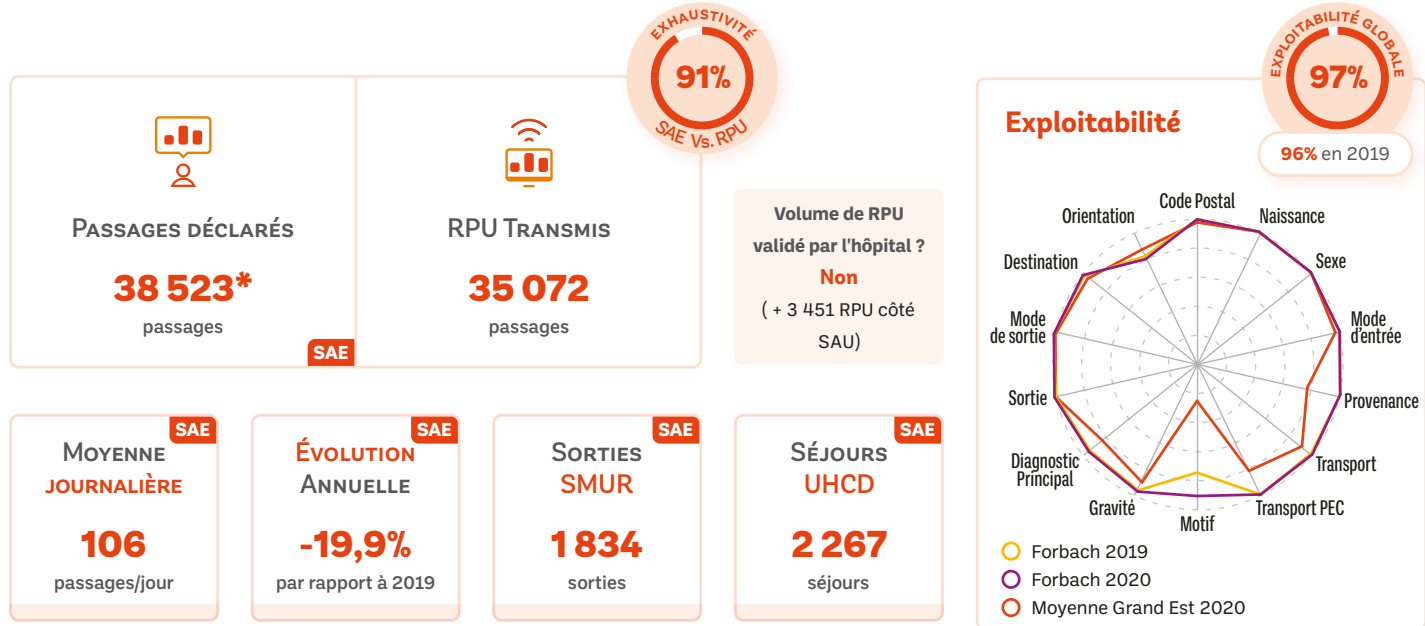 EXHAUSTIVITÉ
91%
SAE Vs. RPU
PASSAGES DÉCLARÉS
38 523*
passages
SAE
RPU TRANSMIS
35 072
passages
Volume de RPU
validé par l'hôpital ?
Non
( + 3 451 RPU côté
SAU)
SAE
MOYENNE
JOURNALIÈRE
106
passages/jour
SAE
ÉVOLUTION
ANNUELLE
-19,9%
par rapport à 2019
SAE
SORTIES
SMUR
1 834
sorties
SAE
SÉJOURS
UHCD
2 267
séjours
EXPLOITABILITÉ GLOBALE
97%
96% en 2019
Exploitabilité
Code Postal
Naissance
Sexe
Mode
d'entrée
Provenance
Transport
Transport PEC
Motif
Gravité
Diagnostic
Principal
Sortie
Mode
de sortie
Destination
Orientation
Forbach 2019
Forbach 2020
Moyenne Grand Est 2020